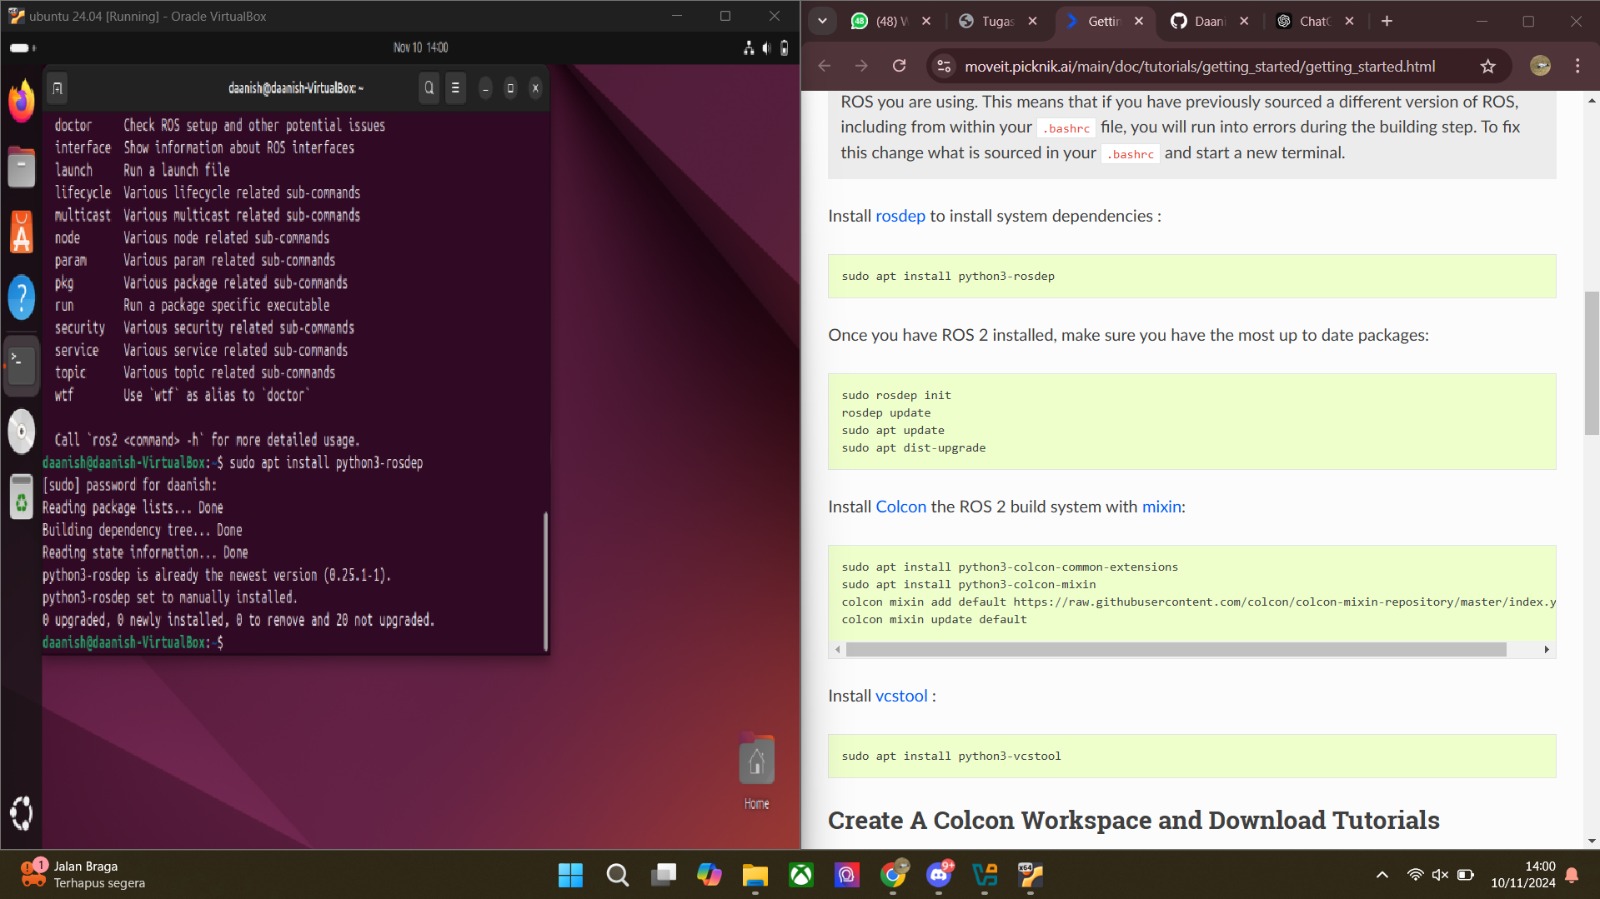 ubuntu 24.04 [Running] - Oracle VirtualBox
Nov 10 14:00
daanish@daanish-VirtualBox: ~
doctor Check ROS setup and other potential issues
interface Show information about ROS interfaces
launch Run a launch file
lifecycle Various lifecycle related sub-commands
multicast Various multicast related sub-commands
node Various node related sub-commands
param Various param related sub-commands
pkg Various package related sub-commands
run Run a package specific executable
security Various security related sub-commands
service Various service related sub-commands
topic Various topic related sub-commands
wtf Use `wtf` as alias to `doctor`
Call `ros2 <command> -h` for more detailed usage.
daanish@daanish-VirtualBox:~$ sudo apt install python3-rosdep
[sudo] password for daanish:
Reading package lists... Done
Building dependency tree... Done
Reading state information... Done
python3-rosdep is already the newest version (0.25.1-1).
python3-rosdep set to manually installed.
0 upgraded, 0 newly installed, 0 to remove and 20 not upgraded.
daanish@daanish-VirtualBox:~$
Home
(48) W
Tugas
Gettin
Daani
ChatG
moveit.picknik.ai/main/doc/tutorials/getting_started/getting_started.html
ROS you are using. This means that if you have previously sourced a different version of ROS,
including from within your .bashrc file, you will run into errors during the building step. To fix
this change what is sourced in your .bashrc and start a new terminal.
Install rosdep to install system dependencies :
sudo apt install python3-rosdep
Once you have ROS 2 installed, make sure you have the most up to date packages:
sudo rosdep init
rosdep update
sudo apt update
sudo apt dist-upgrade
Install Colcon the ROS 2 build system with mixin:
sudo apt install python3-colcon-common-extensions
sudo apt install python3-colcon-mixin
colcon mixin add default https://raw.githubusercontent.com/colcon/colcon-mixin-repository/master/index.y
colcon mixin update default
Install vcstool :
sudo apt install python3-vcstool
Create A Colcon Workspace and Download Tutorials
1
Jalan Braga
Terhapus segera
9+
14:00
10/11/2024